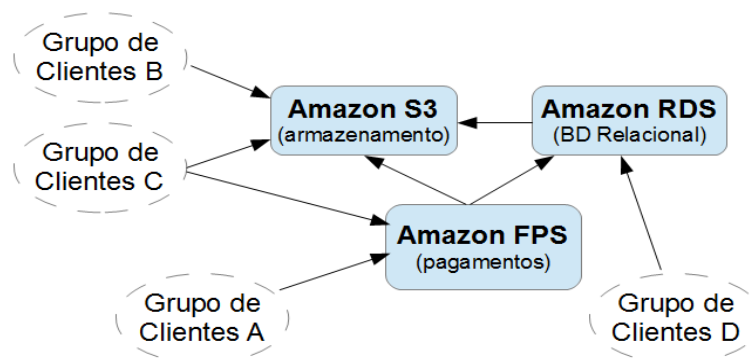 Grupo de
Clientes B
Amazon S3
(armazenamento)
Amazon RDS
(BD Relacional)
Grupo de
Clientes C
Amazon FPS
(pagamentos)
Grupo de
Clientes A
Grupo de
Clientes D